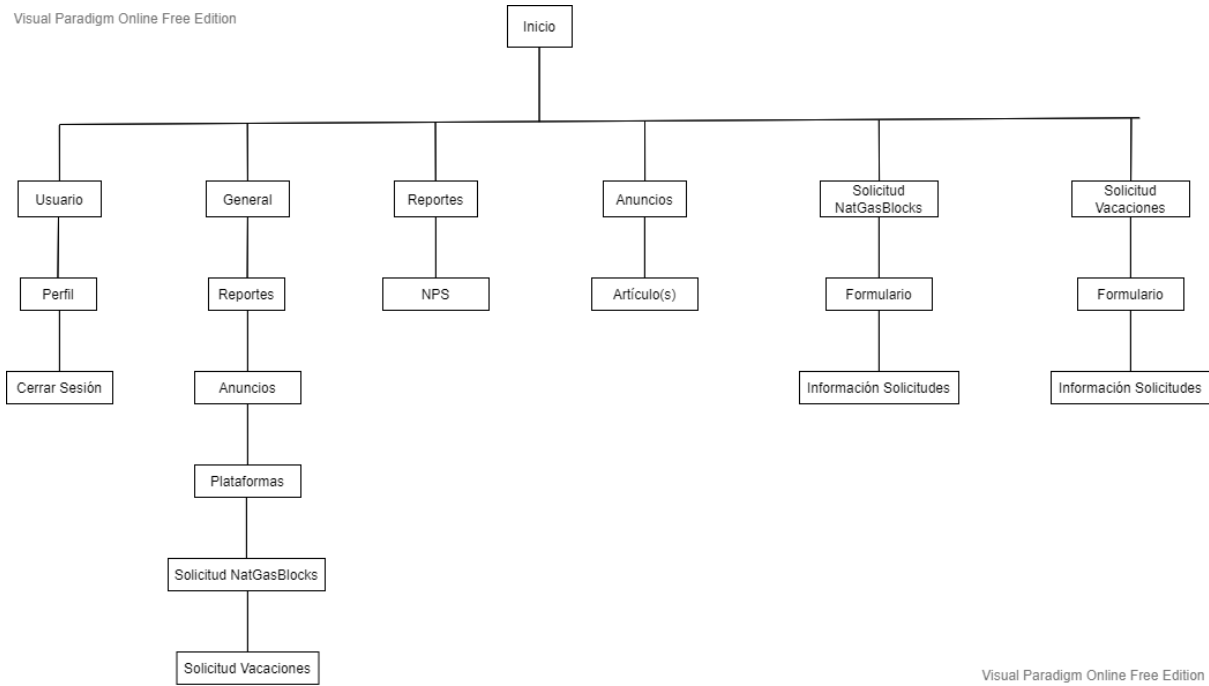 Visual Paradigm Online Free Edition
Inicio
Usuario
General
Reportes
Anuncios
Solicitud
NatGasBlocks
Solicitud
Vacaciones
Perfil
Reportes
NPS
Artículo(s)
Formulario
Formulario
Cerrar Sesión
Anuncios
Información Solicitudes
Información Solicitudes
Plataformas
Solicitud NatGasBlocks
Solicitud Vacaciones
Visual Paradigm Online Free Edition